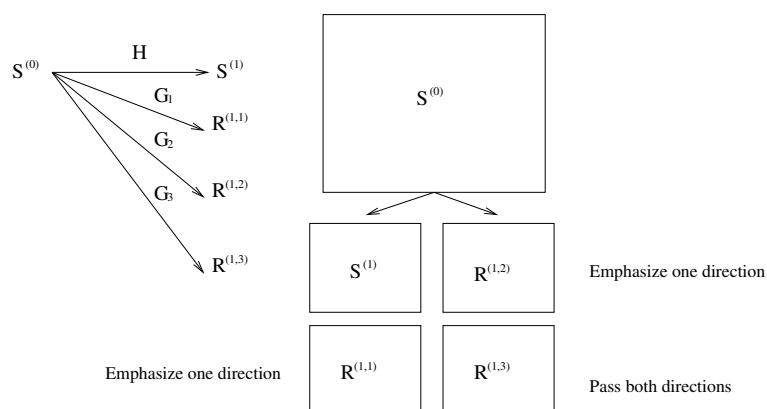 H
S^(0)
S^(1)
G1
R^(1,1)
G2
R^(1,2)
G3
R^(1,3)
S^(0)
S^(1)
R^(1,2)
Emphasize one direction
Emphasize one direction
R^(1,1)
R^(1,3)
Pass both directions